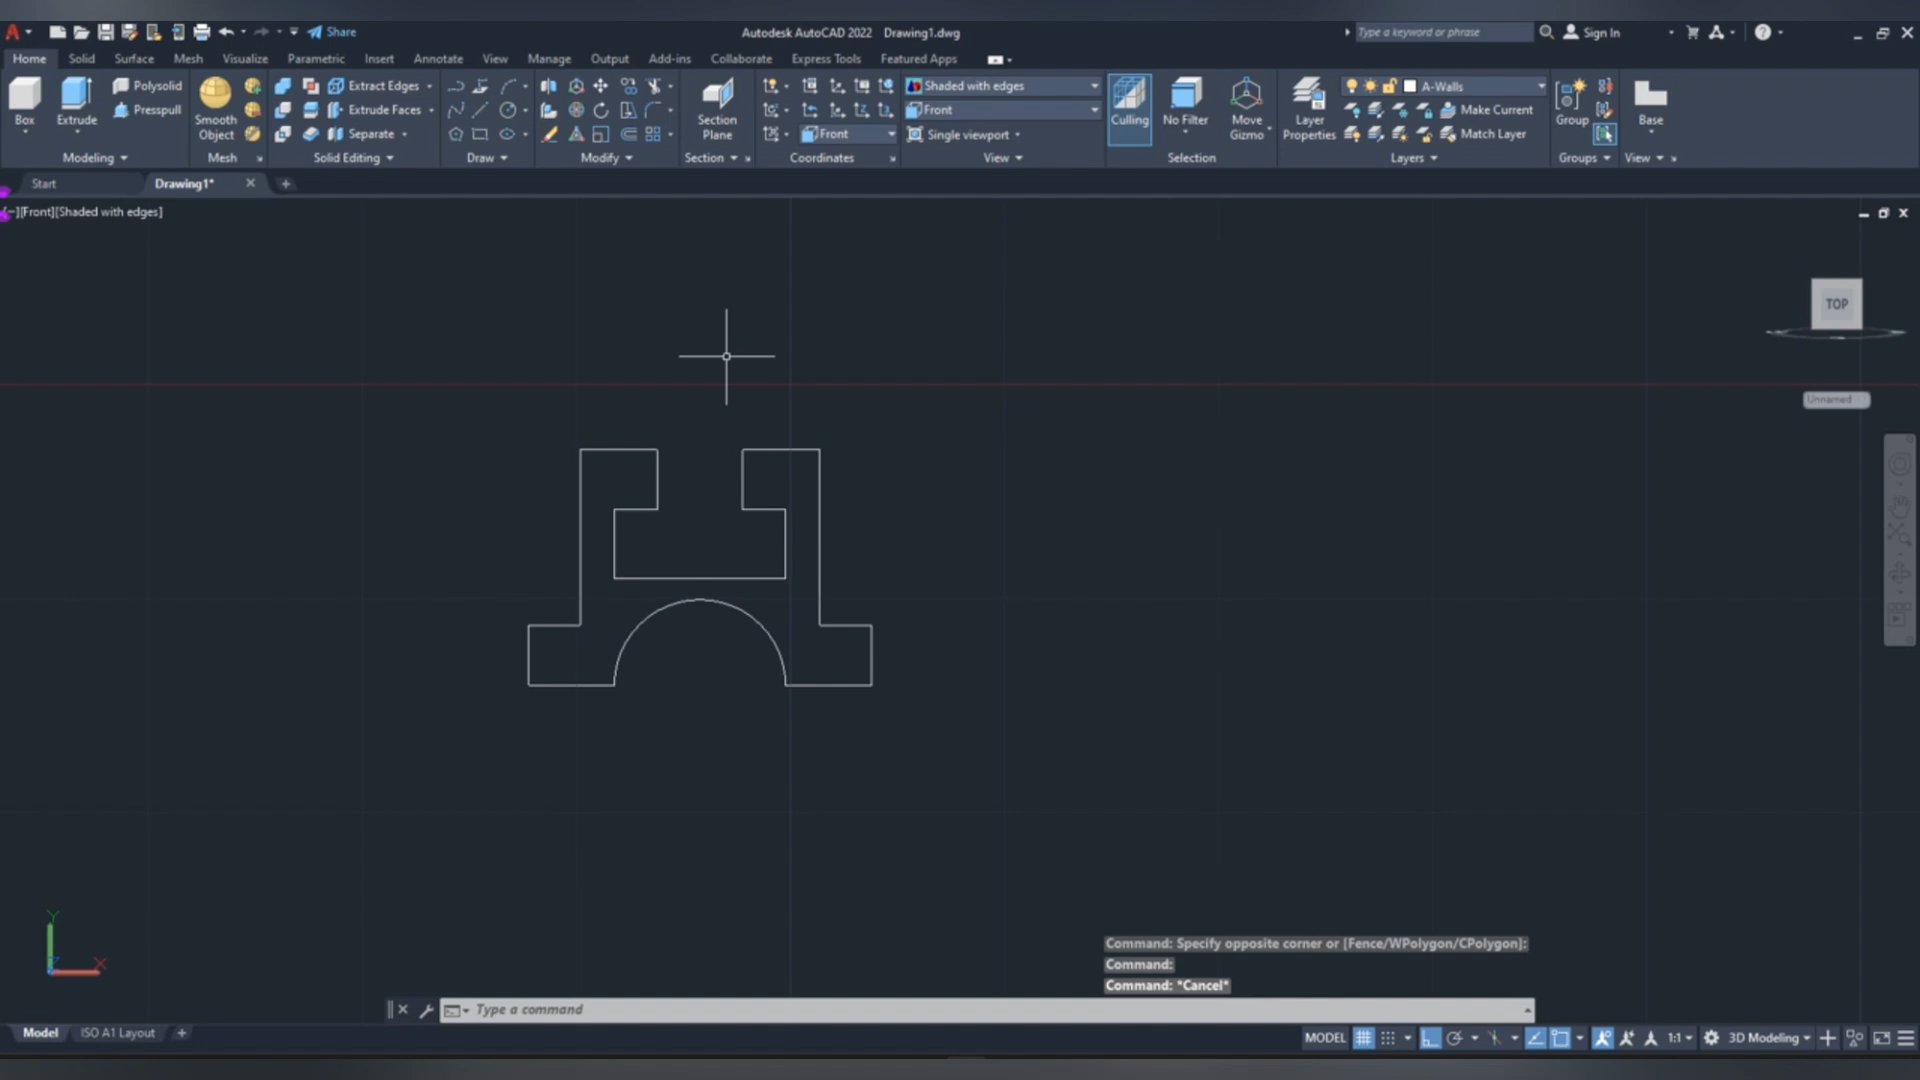 Share
Autodesk AutoCAD 2022 Drawing1.dwg
Type a keyword or phrase
Sign In
Home Solid Surface Mesh Visualize Parametric Insert Annotate View Manage Output Add-ins Collaborate Express Tools Featured Apps
Box
Extrude
Polysolid
Presspull
Modeling
Smooth
Object
Mesh
Extract Edges
Extrude Faces
Separate
Solid Editing
Draw
Modify
Section
Plane
Section
Front
Coordinates
Shaded with edges
Front
Single viewport
View
Culling
No Filter
Move
Gizmo
Selection
Layer
Properties
A-Walls
Make Current
Match Layer
Layers
Group
Groups
Base
View
Start
Drawing1*
[−][Front][Shaded with edges]
TOP
Unnamed
Y
X
Command: Specify opposite corner or [Fence/WPolygon/CPolygon]:
Command:
Command: *Cancel*
Type a command
Model ISO A1 Layout
MODEL
1:1
3D Modeling